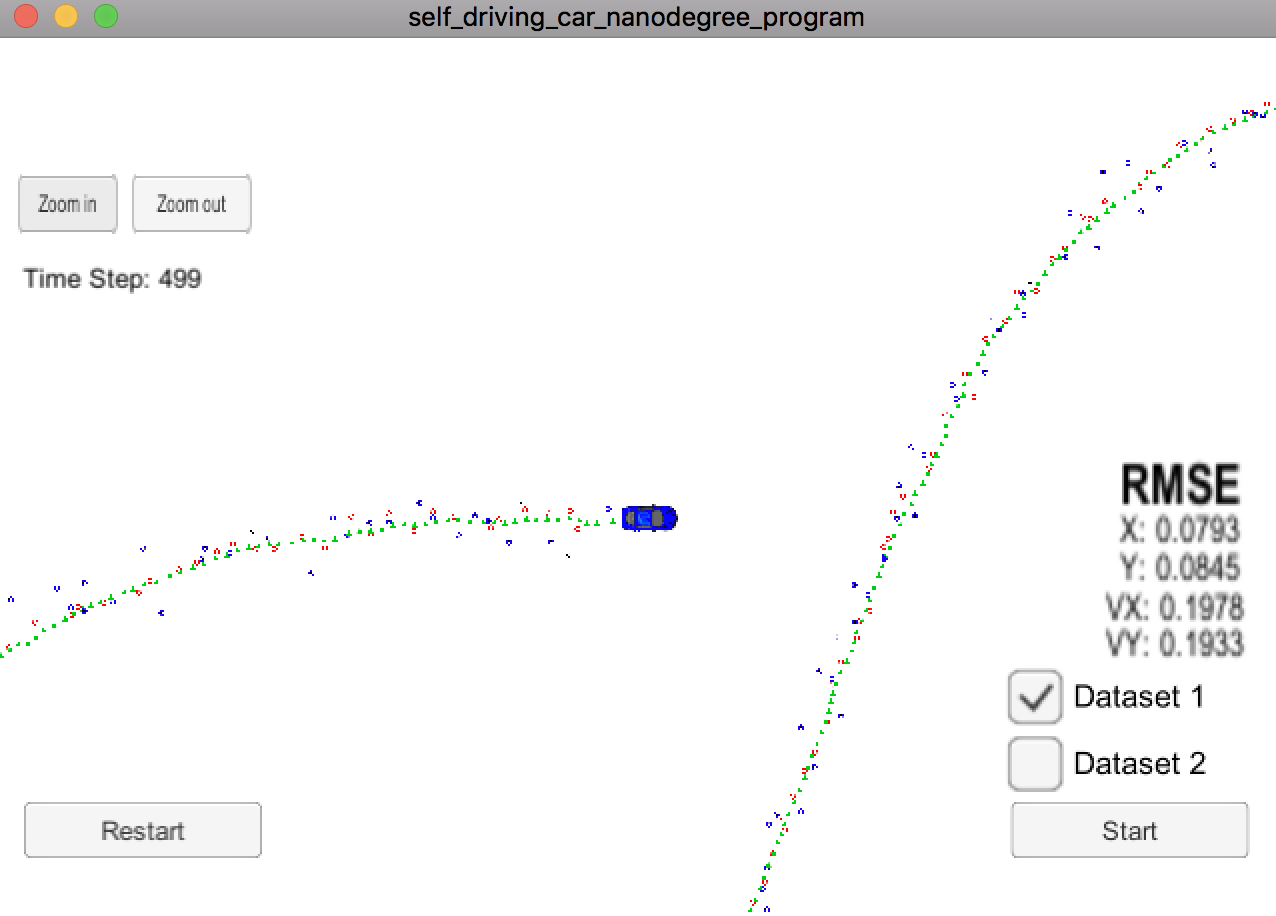 self_driving_car_nanodegree_program
Zoom in
Zoom out
Time Step: 499
RMSE
X: 0.0793
Y: 0.0845
VX: 0.1978
VY: 0.1933
Dataset 1
Dataset 2
Restart
Start